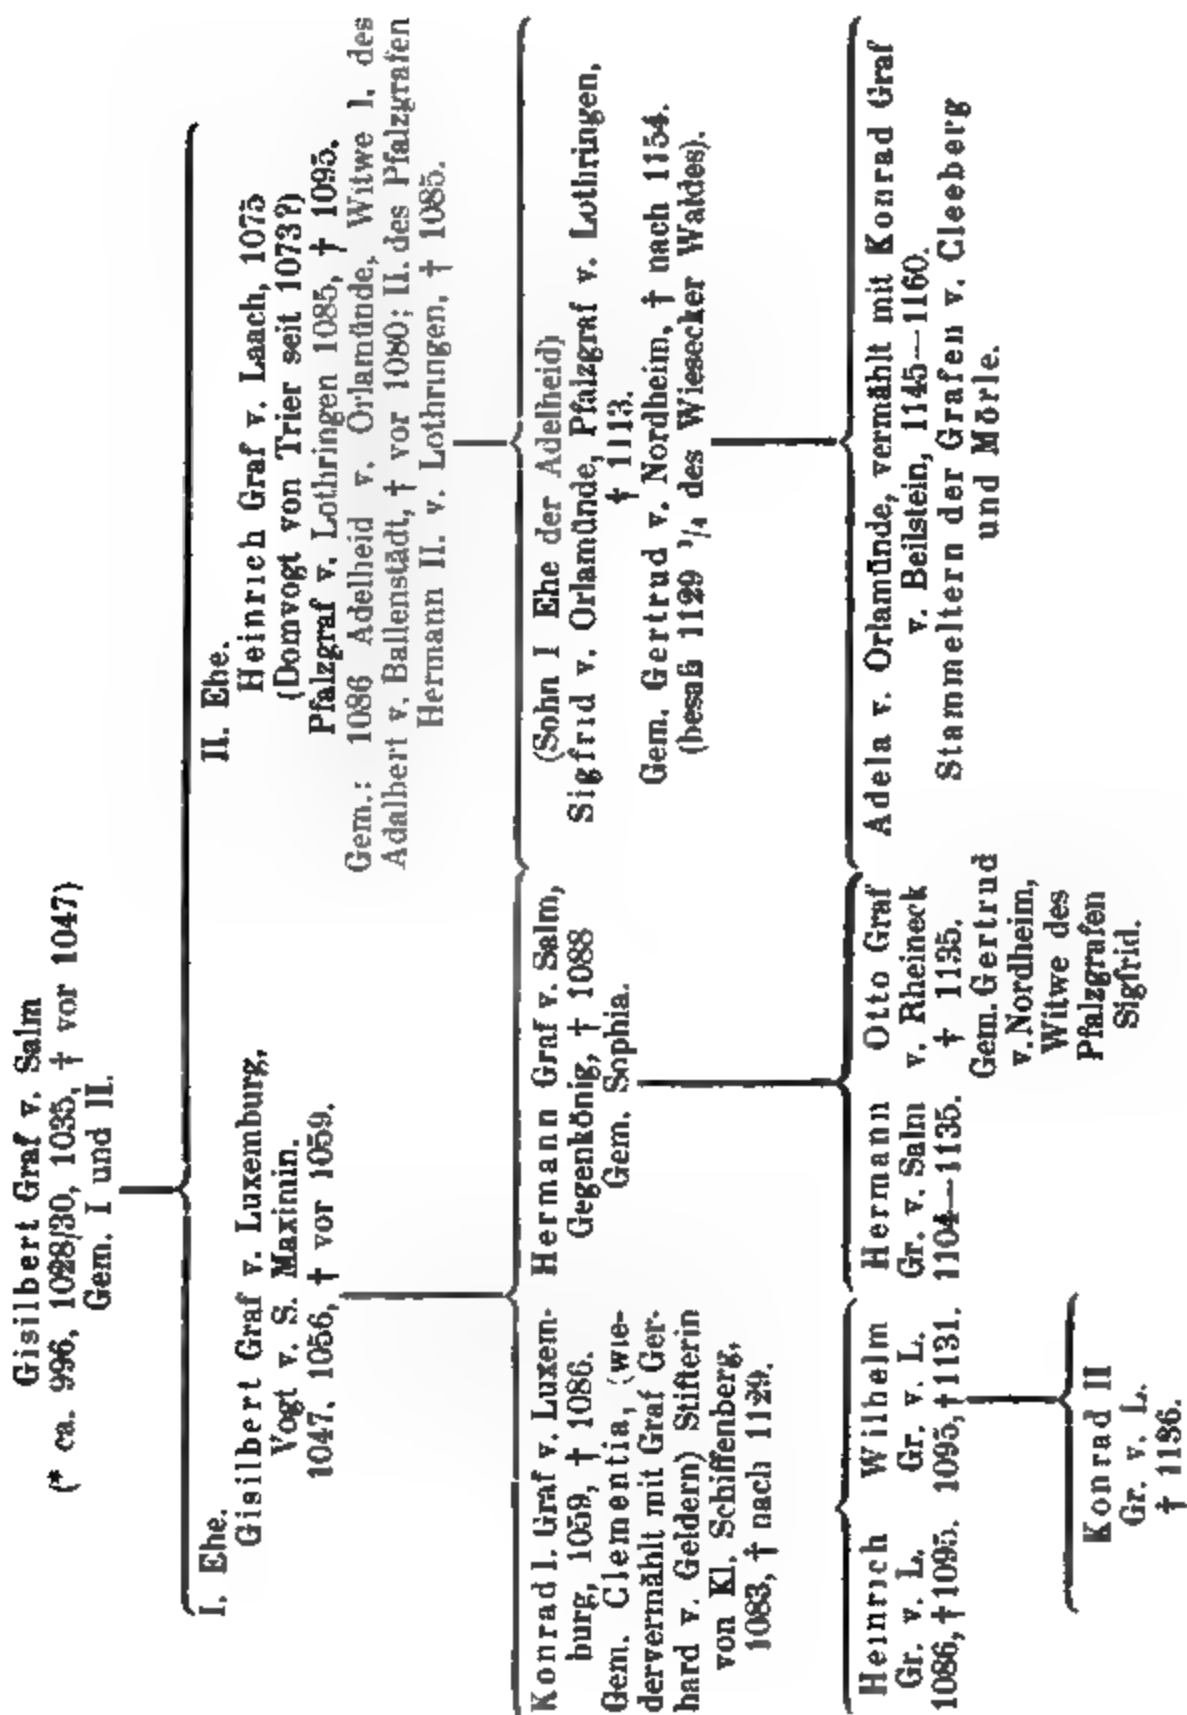 Gisilbert Graf v. Salm
(* ca. 996, 1028/30, 1035, † vor 1047)
Gem. I und II.
I. Ehe.
Gisilbert Graf v. Luxemburg,
Vogt v. S. Maximin.
1047, 1056, † vor 1059.
II. Ehe.
Heinrich Graf v. Laach, 1075
(Domvogt von Trier seit 1073?)
Pfalzgraf v. Lothringen 1085, † 1095.
Gem.: 1086 Adelheid v. Orlamünde, Witwe I. des
Adalbert v. Ballenstädt, † vor 1080; II. des Pfalzgrafen
Hermann II. v. Lothringen, † 1085.
Konrad I. Graf v. Luxem-
burg, 1059, † 1086.
Gem. Clementia, (wie-
dervermählt mit Graf Ger-
hard v. Geldern) Stifterin
von Kl. Schiffenberg,
1083, † nach 1129.
Hermann Graf v. Salm,
Gegenkönig, † 1088
Gem. Sophia.
(Sohn I Ehe der Adelheid)
Sigfrid v. Orlamünde, Pfalzgraf v. Lothringen,
† 1113.
Gem. Gertrud v. Nordheim, † nach 1154.
(besaß 1129 ³/₄ des Wiesecker Waldes).
Heinrich
Gr. v. L.
1086, † 1095.
Wilhelm
Gr. v. L.
1095, † 1131.
Hermann
Gr. v. Salm
1104—1135.
Otto Graf
v. Rheineck
† 1135.
Gem. Gertrud
v. Nordheim,
Witwe des
Pfalzgrafen
Sigfrid.
Adela v. Orlamünde, vermählt mit Konrad Graf
v. Beilstein, 1145—1160.
Stammeltern der Grafen v. Cleeberg
und Mörle.
Konrad II
Gr. v. L.
† 1136.